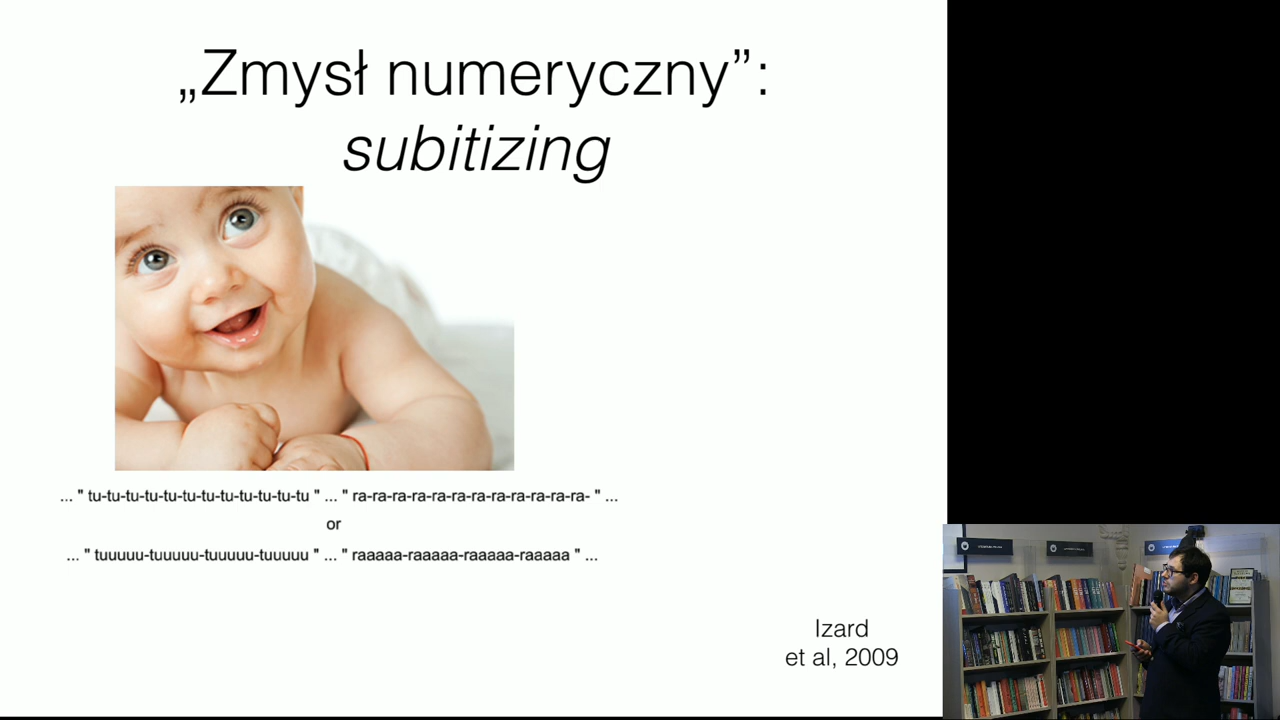 „Zmysł numeryczny”:
subitizing
... " tu-tu-tu-tu-tu-tu-tu-tu-tu-tu-tu-tu " ... " ra-ra-ra-ra-ra-ra-ra-ra-ra-ra-ra-ra- " ...
or
... " tuuuuu-tuuuuu-tuuuuu-tuuuuu " ... " raaaaa-raaaaa-raaaaa-raaaaa " ...
Izard
et al, 2009